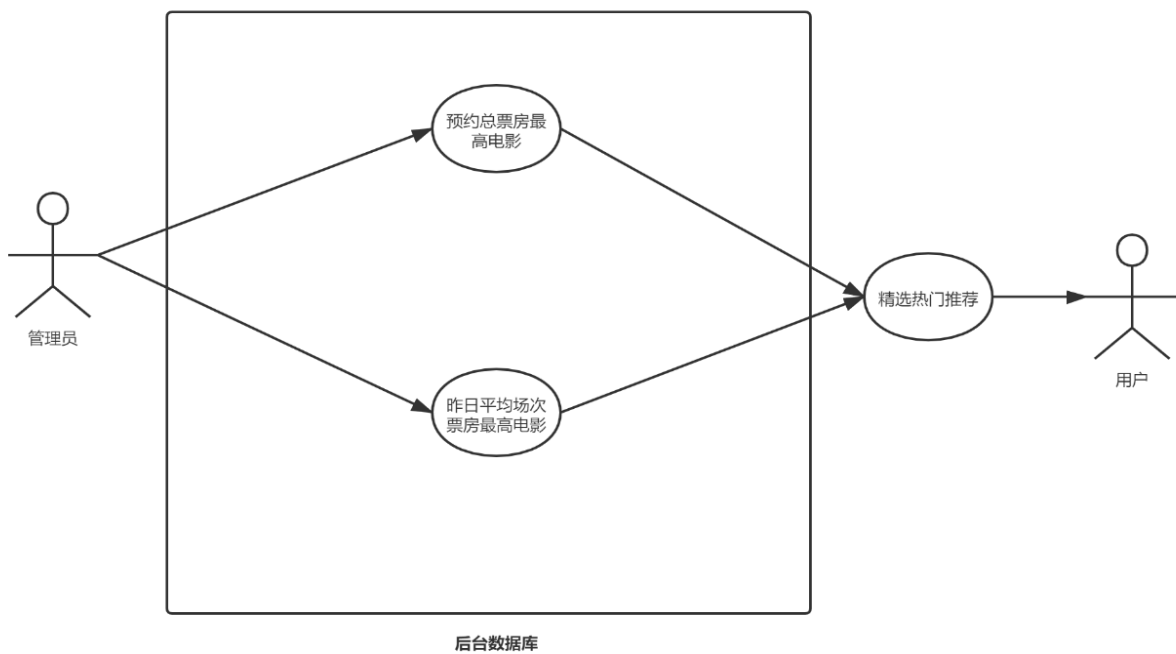 预约总票房最
高电影
管理员
精选热门推荐
用户
昨日平均场次
票房最高电影
后台数据库